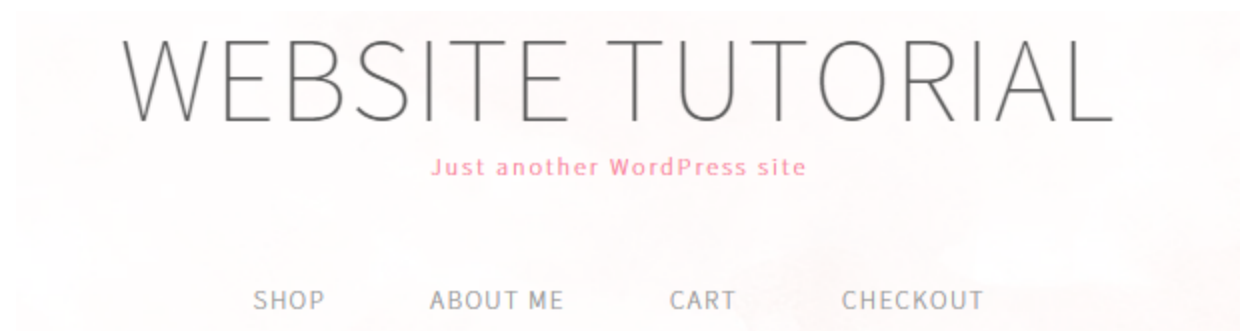 WEBSITE TUTORIAL
Just another WordPress site
SHOP ABOUT ME CART CHECKOUT